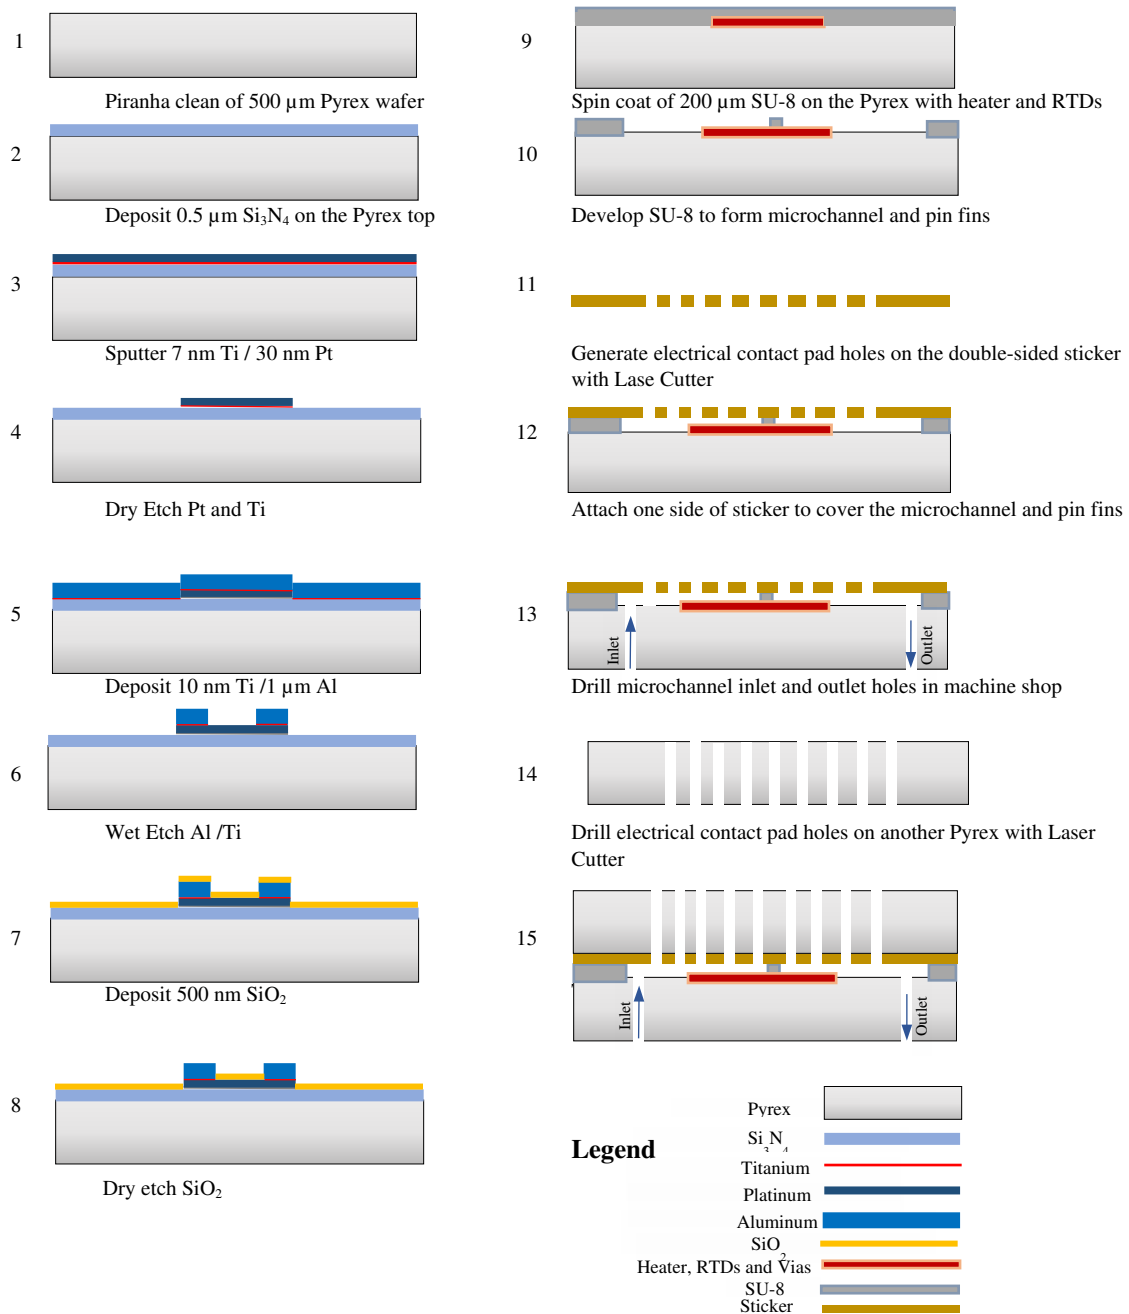 1
Piranha clean of 500 µm Pyrex wafer
2
Deposit 0.5 µm Si₃N₄ on the Pyrex top
3
Sputter 7 nm Ti / 30 nm Pt
4
Dry Etch Pt and Ti
5
Deposit 10 nm Ti /1 µm Al
6
Wet Etch Al /Ti
7
Deposit 500 nm SiO₂
8
Dry etch SiO₂
9
Spin coat of 200 µm SU-8 on the Pyrex with heater and RTDs
10
Develop SU-8 to form microchannel and pin fins
11
Generate electrical contact pad holes on the double-sided sticker
with Lase Cutter
12
Attach one side of sticker to cover the microchannel and pin fins
13
Inlet
Outlet
Drill microchannel inlet and outlet holes in machine shop
14
Drill electrical contact pad holes on another Pyrex with Laser
Cutter
15
Inlet
Outlet
Legend
Pyrex
Si₃N₄
Titanium
Platinum
Aluminum
SiO₂
Heater, RTDs and Vias
SU-8
Sticker